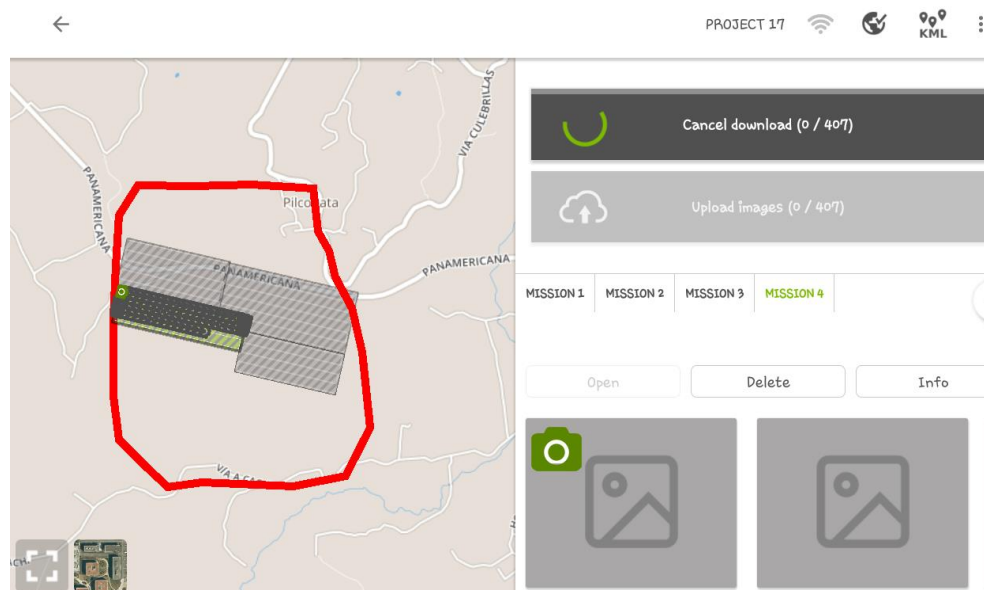 PROJECT 17
KML
Cancel download (0 / 407)
Upload images (0 / 407)
MISSION 1
MISSION 2
MISSION 3
MISSION 4
Open
Delete
Info
VIA CULEBRILLAS
PANAMERICANA
PANAMERICANA
PANAMERICANA
VIA A